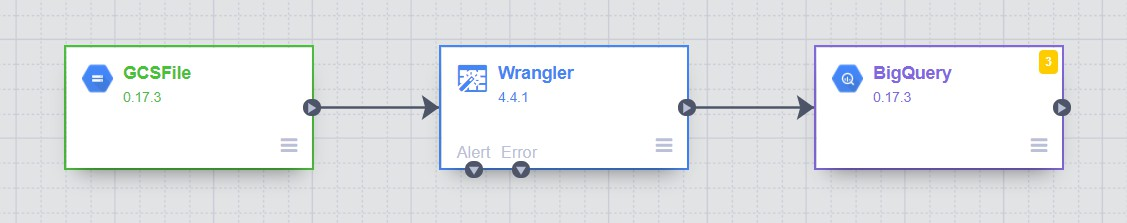 GCSFile
0.17.3
Wrangler
4.4.1
Alert Error
BigQuery
0.17.3
3